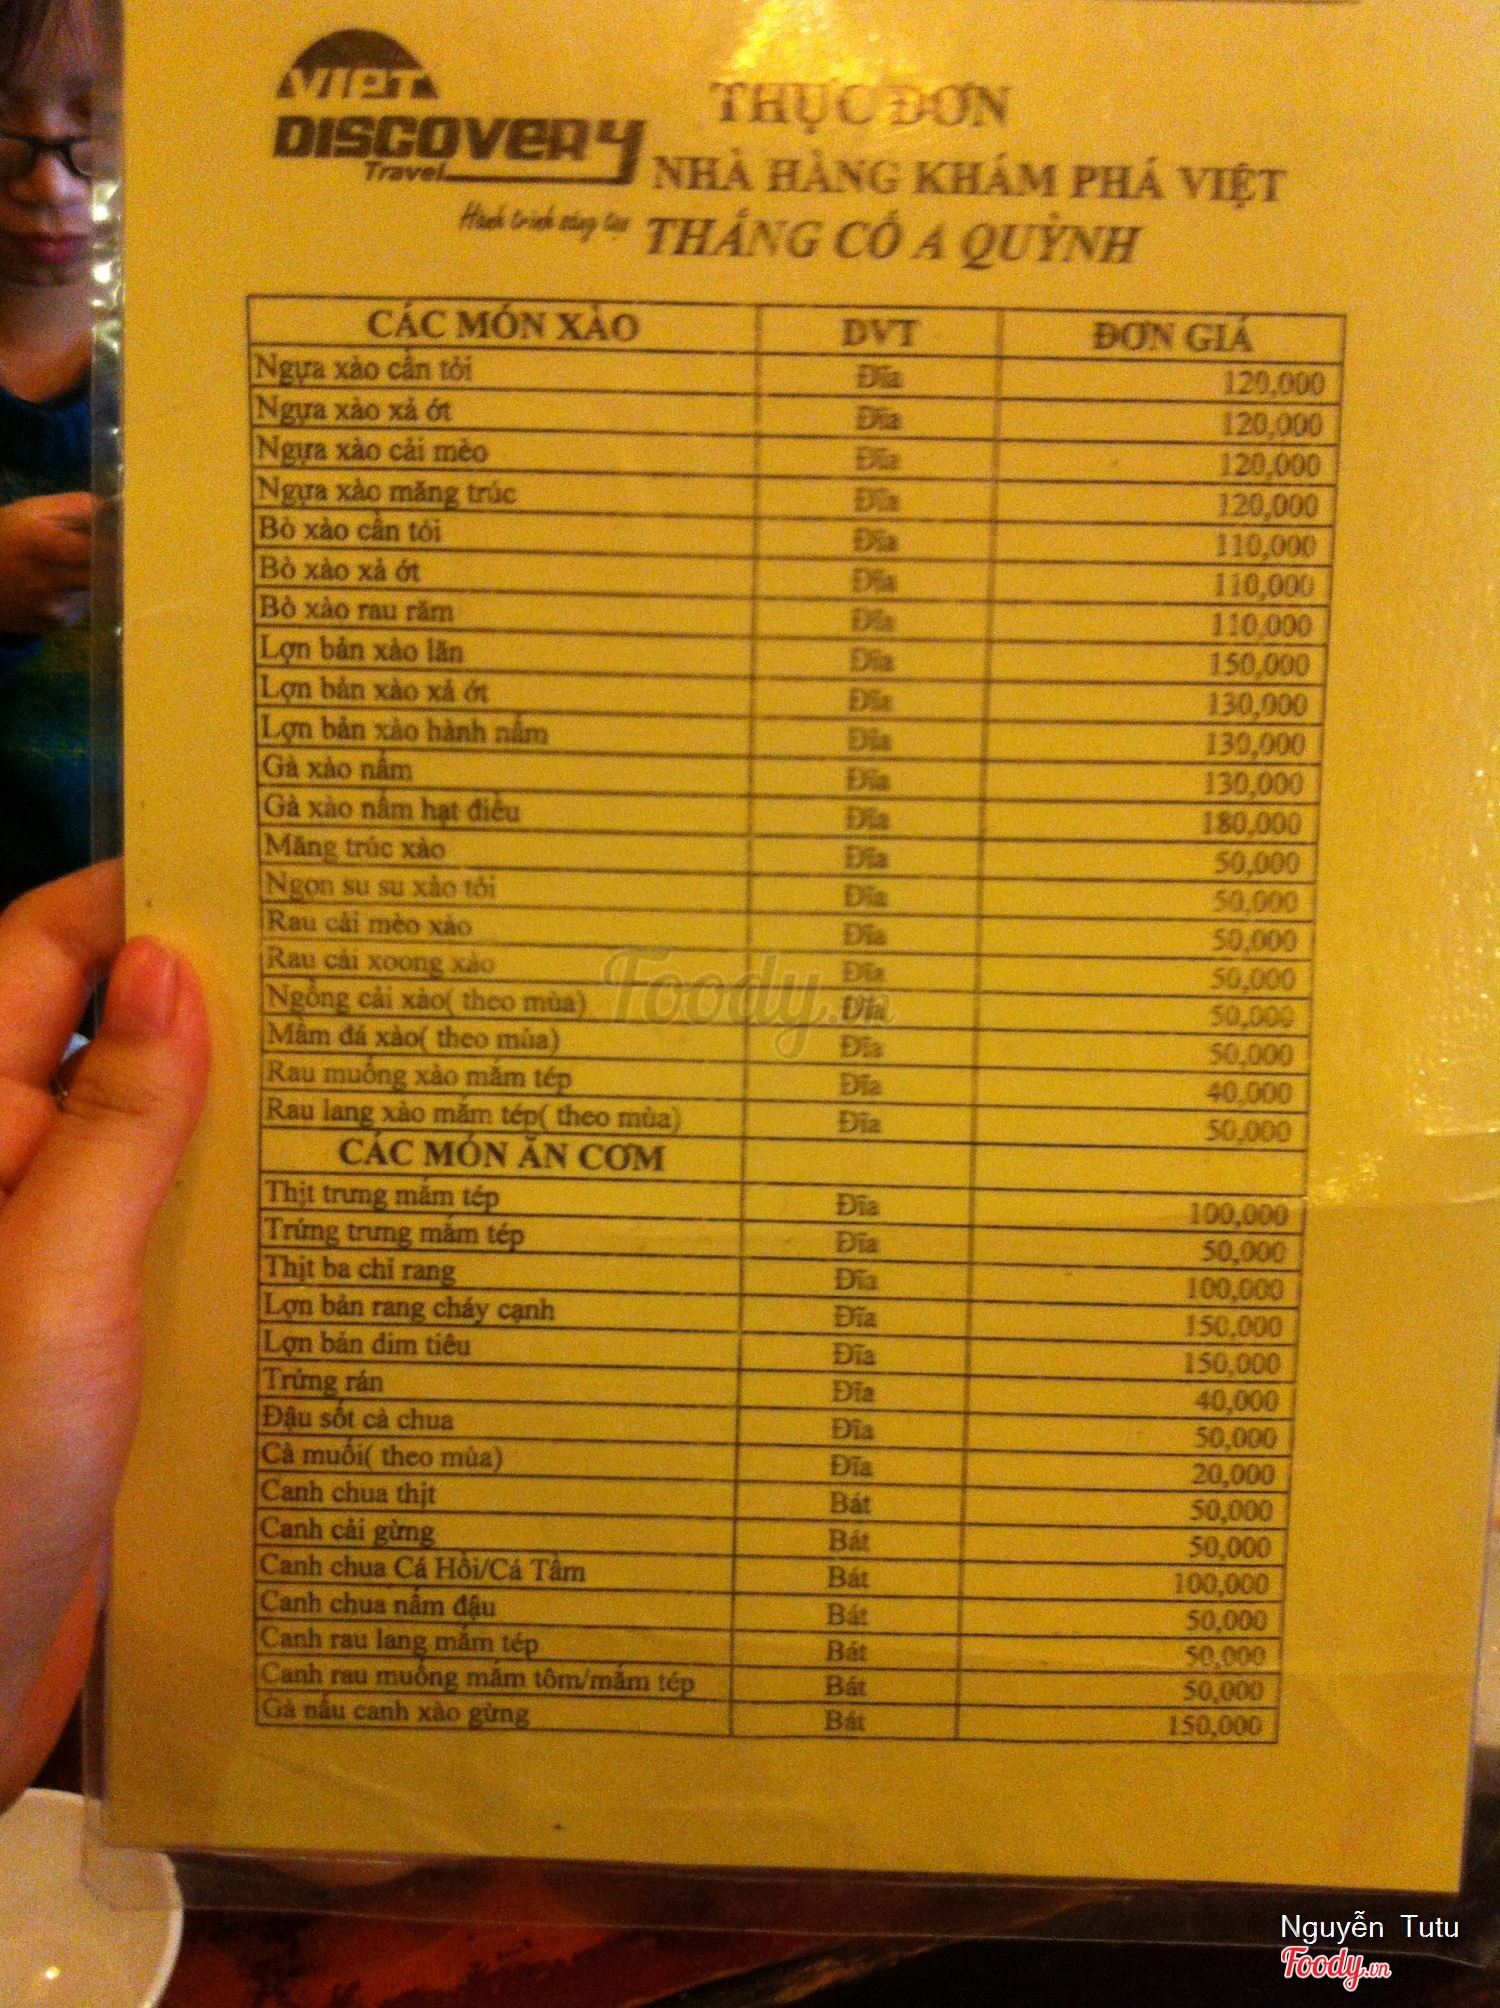 VIỆT
DISCOVERY
Travel
Hành trình sáng tạo
THỰC ĐƠN
NHÀ HÀNG KHÁM PHÁ VIỆT
THẮNG CỐ A QUỲNH
CÁC MÓN XÀO DVT ĐƠN GIÁ
Ngựa xào cần tỏi Đĩa 120,000
Ngựa xào xả ớt Đĩa 120,000
Ngựa xào cải mèo Đĩa 120,000
Ngựa xào măng trúc Đĩa 120,000
Bò xào cần tỏi Đĩa 110,000
Bò xào xả ớt Đĩa 110,000
Bò xào rau răm Đĩa 110,000
Lợn bản xào lăn Đĩa 150,000
Lợn bản xào xả ớt Đĩa 130,000
Lợn bản xào hành nấm Đĩa 130,000
Gà xào nấm Đĩa 130,000
Gà xào nấm hạt điều Đĩa 180,000
Măng trúc xào Đĩa 50,000
Ngọn su su xào tỏi Đĩa 50,000
Rau cải mèo xào Đĩa 50,000
Rau cải xoong xào Đĩa 50,000
Ngồng cải xào( theo mùa) Đĩa 50,000
Mầm đá xào( theo mùa) Đĩa 50,000
Rau muống xào mắm tép Đĩa 40,000
Rau lang xào mắm tép( theo mùa) Đĩa 50,000
CÁC MÓN ĂN CƠM
Thịt trưng mắm tép Đĩa 100,000
Trứng trưng mắm tép Đĩa 50,000
Thịt ba chỉ rang Đĩa 100,000
Lợn bản rang cháy cạnh Đĩa 150,000
Lợn bản dim tiêu Đĩa 150,000
Trứng rán Đĩa 40,000
Đậu sốt cà chua Đĩa 50,000
Cà muối( theo mùa) Đĩa 20,000
Canh chua thịt Bát 50,000
Canh cải gừng Bát 50,000
Canh chua Cá Hồi/Cá Tầm Bát 100,000
Canh chua nấm đậu Bát 50,000
Canh rau lang mắm tép Bát 50,000
Canh rau muống mắm tôm/mắm tép Bát 50,000
Gà nấu canh xào gừng Bát 150,000
Foody.vn
Nguyễn Tutu
Foody.vn